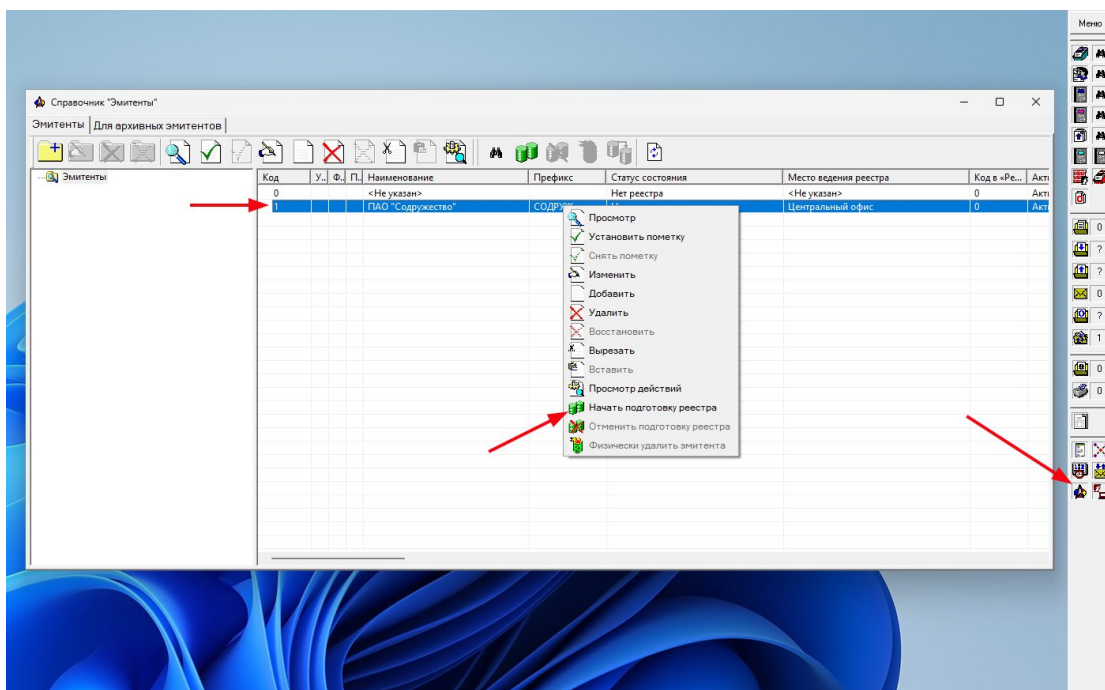 Меню
Справочник "Эмитенты"
Эмитенты Для архивных эмитентов
Эмитенты
Код У.. Ф.. П.. Наименование Префикс Статус состояния Место ведения реестра Код в «Ре... Акти
0 <Не указан> Нет реестра <Не указан> 0 Акти
1 ПАО "Содружество" СОДРУЖ Центральный офис 0 Акти
Просмотр
Установить пометку
Снять пометку
Изменить
Добавить
Удалить
Восстановить
Вырезать
Вставить
Просмотр действий
Начать подготовку реестра
Отменить подготовку реестра
Физически удалить эмитента
0
?
?
0
?
1
0
0